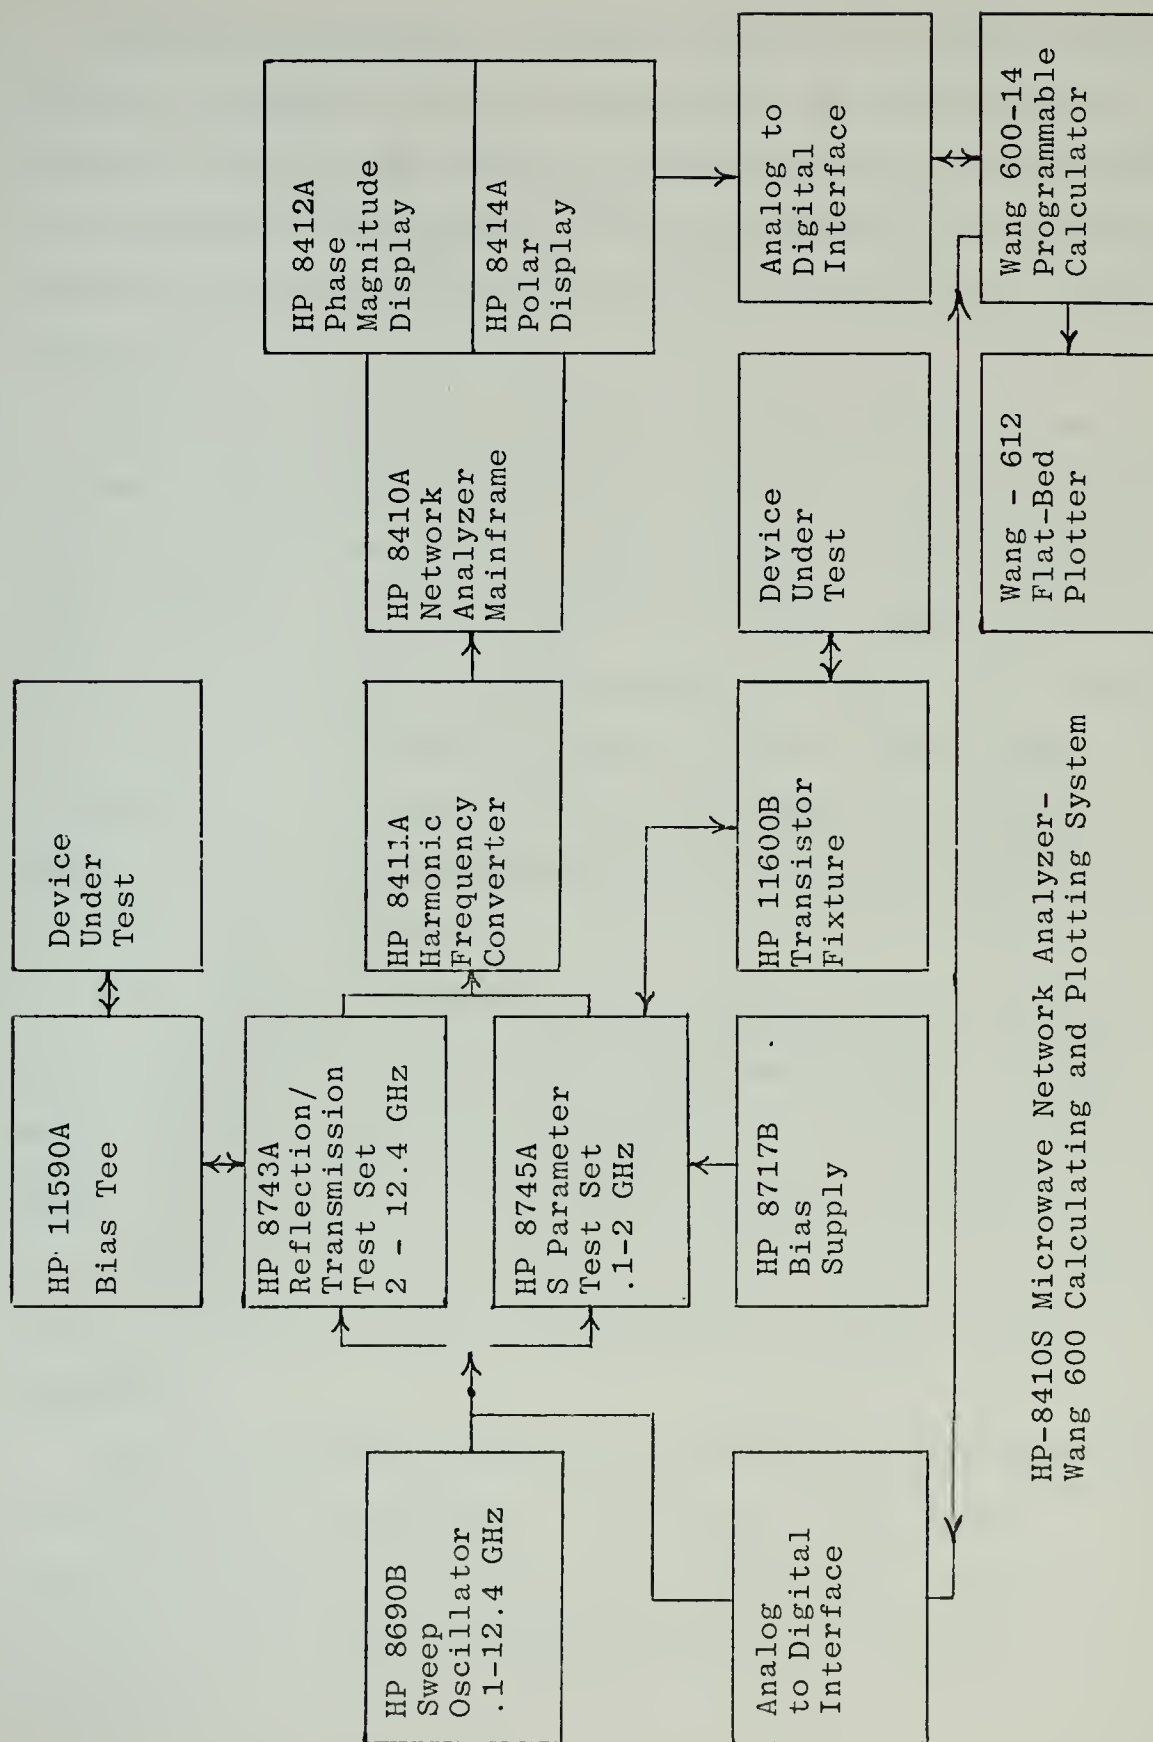 HP 11590A
Bias Tee
Device
Under
Test
HP 8743A
Reflection/
Transmission
Test Set
2 - 12.4 GHz
HP 8690B
Sweep
Oscillator
.1-12.4 GHz
HP 8411A
Harmonic
Frequency
Converter
HP 8410A
Network
Analyzer
Mainframe
HP 8412A
Phase
Magnitude
Display
HP 8414A
Polar
Display
HP 8745A
S Parameter
Test Set
.1-2 GHz
Analog
to Digital
Interface
HP 8717B
Bias
Supply
HP 11600B
Transistor
Fixture
Device
Under
Test
Analog to
Digital
Interface
Wang - 612
Flat-Bed
Plotter
Wang 600-14
Programmable
Calculator
HP-8410S Microwave Network Analyzer-
Wang 600 Calculating and Plotting System